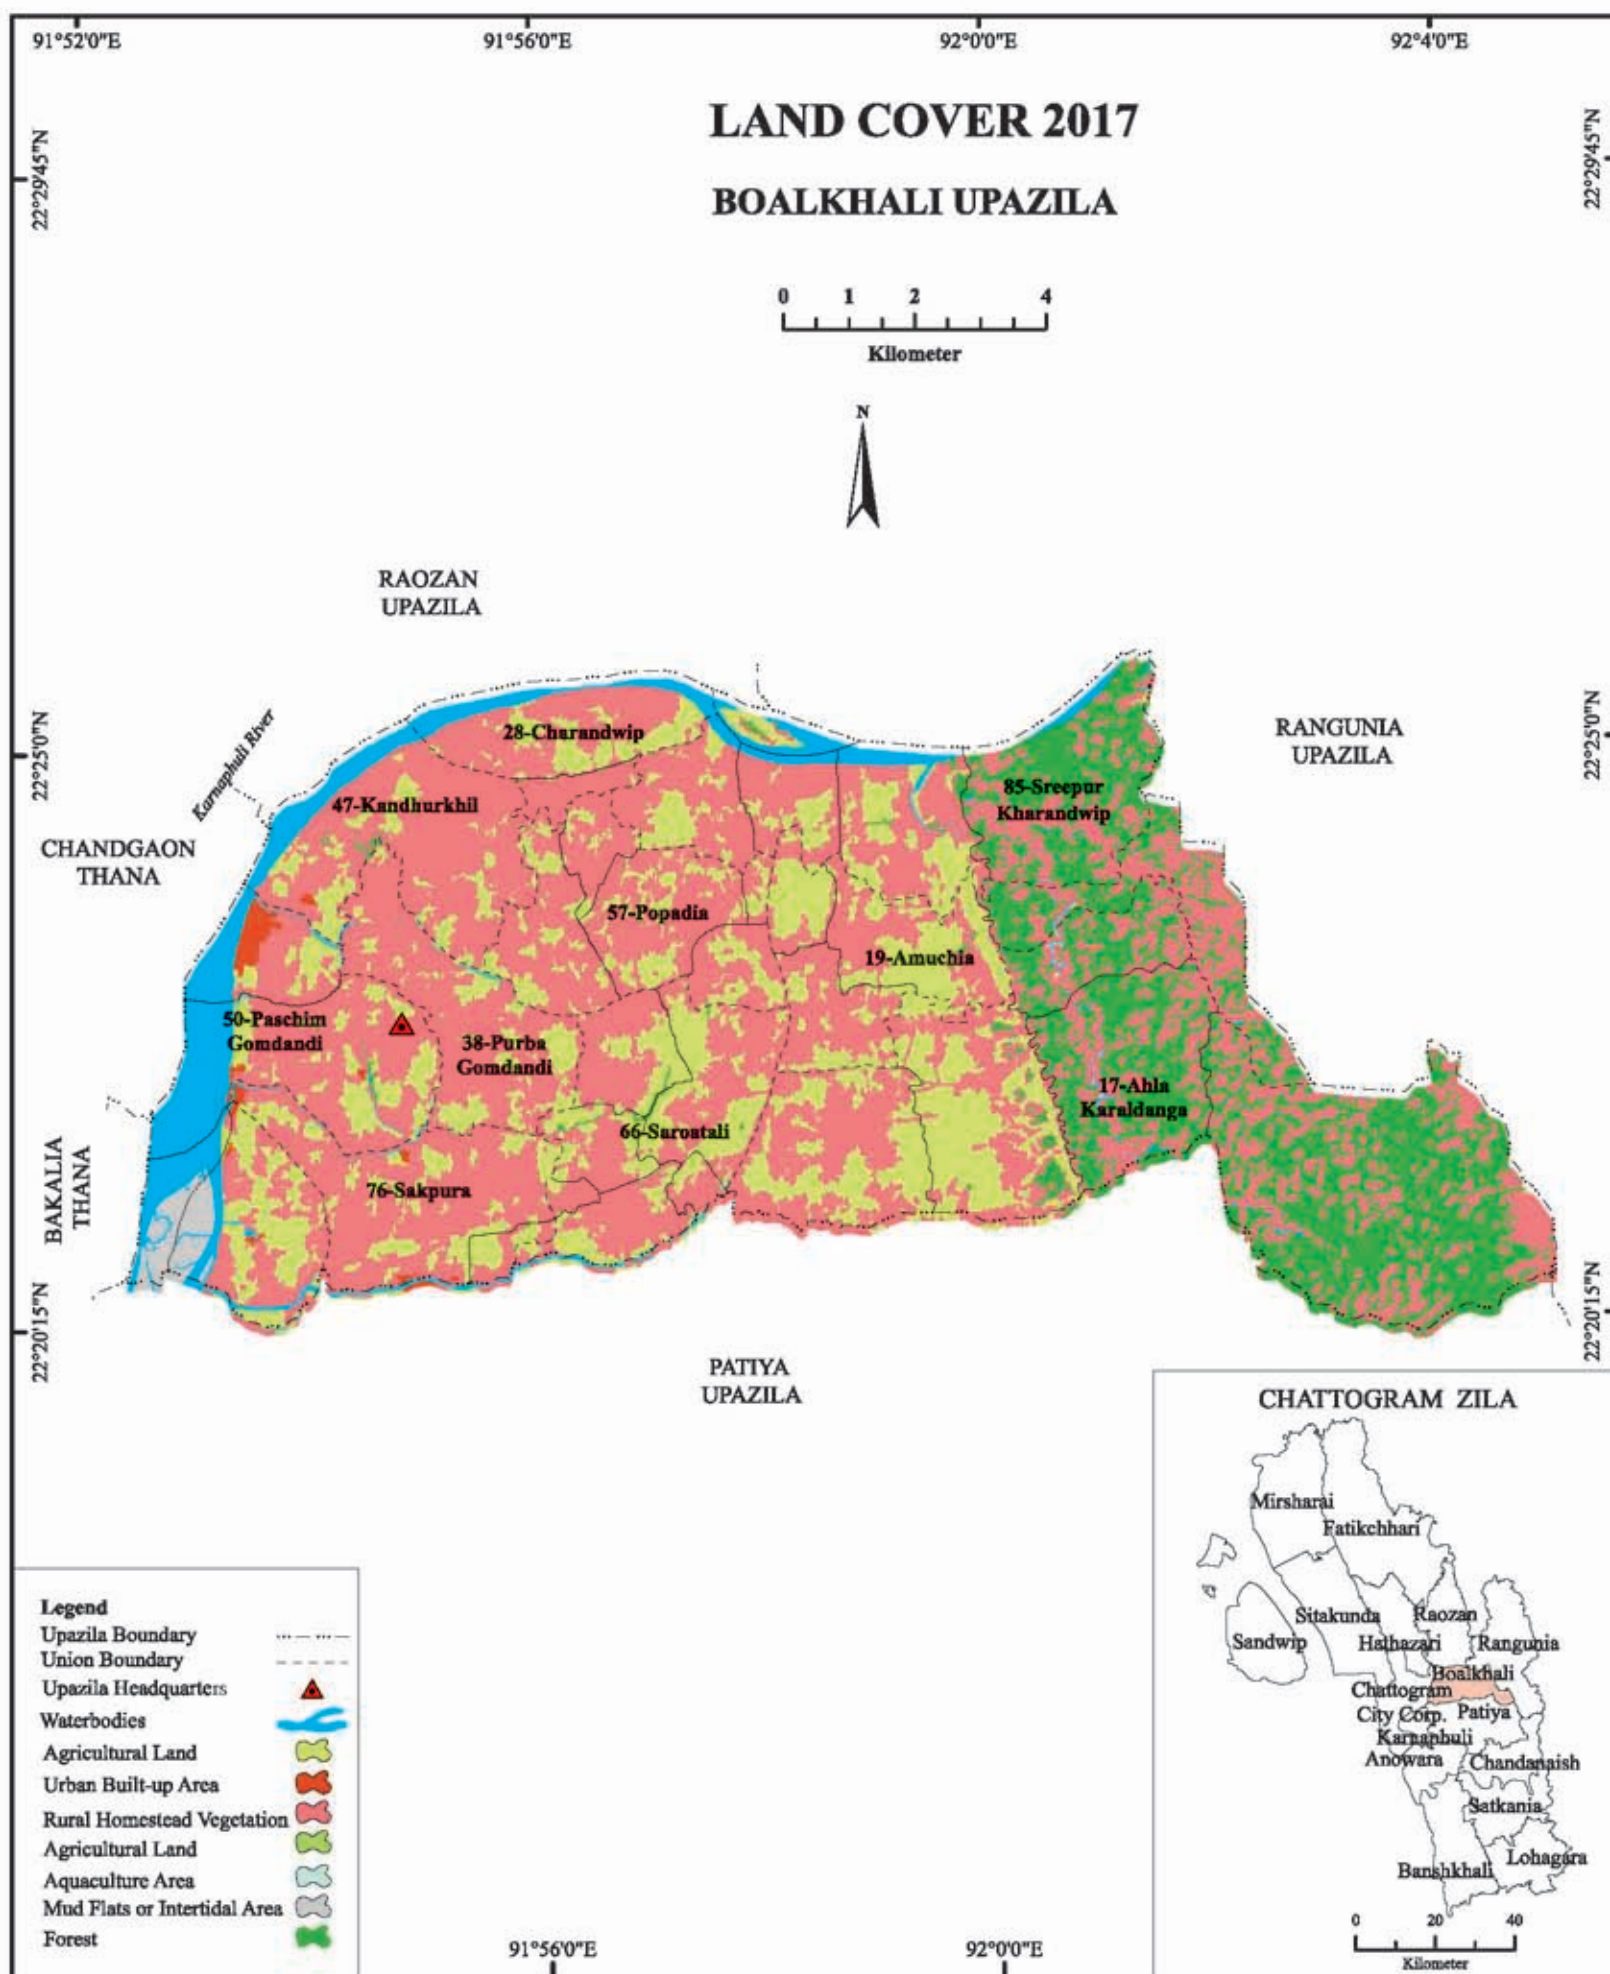 91°52'0"E
91°56'0"E
92°0'0"E
92°4'0"E
22°29'45"N
22°29'45"N
LAND COVER 2017
BOALKHALI UPAZILA
0 1 2 4
Kilometer
N
RAOZAN
UPAZILA
22°25'0"N
22°25'0"N
Karnaphuli River
CHANDGAON
THANA
RANGUNIA
UPAZILA
28-Charandwip
47-Kandhurkhil
85-Sreepur
Kharandwip
57-Popadia
19-Amuchia
50-Paschim
Gomdandi
38-Purba
Gomdandi
17-Ahla
Karaldanga
66-Saroatali
76-Sakpura
BAKALIA
THANA
22°20'15"N
22°20'15"N
PATIYA
UPAZILA
CHATTOGRAM ZILA
Mirsharai
Fatikchhari
Sitakunda
Raozan
Sandwip
Hathazari
Rangunia
Boalkhali
Chattogram
City Corp.
Patiya
Karnaphuli
Anowara
Chandanaish
Satkania
Banshkhali
Lohagara
0 20 40
Kilometer
Legend
Upazila Boundary
Union Boundary
Upazila Headquarters
Waterbodies
Agricultural Land
Urban Built-up Area
Rural Homestead Vegetation
Agricultural Land
Aquaculture Area
Mud Flats or Intertidal Area
Forest
91°56'0"E
92°0'0"E